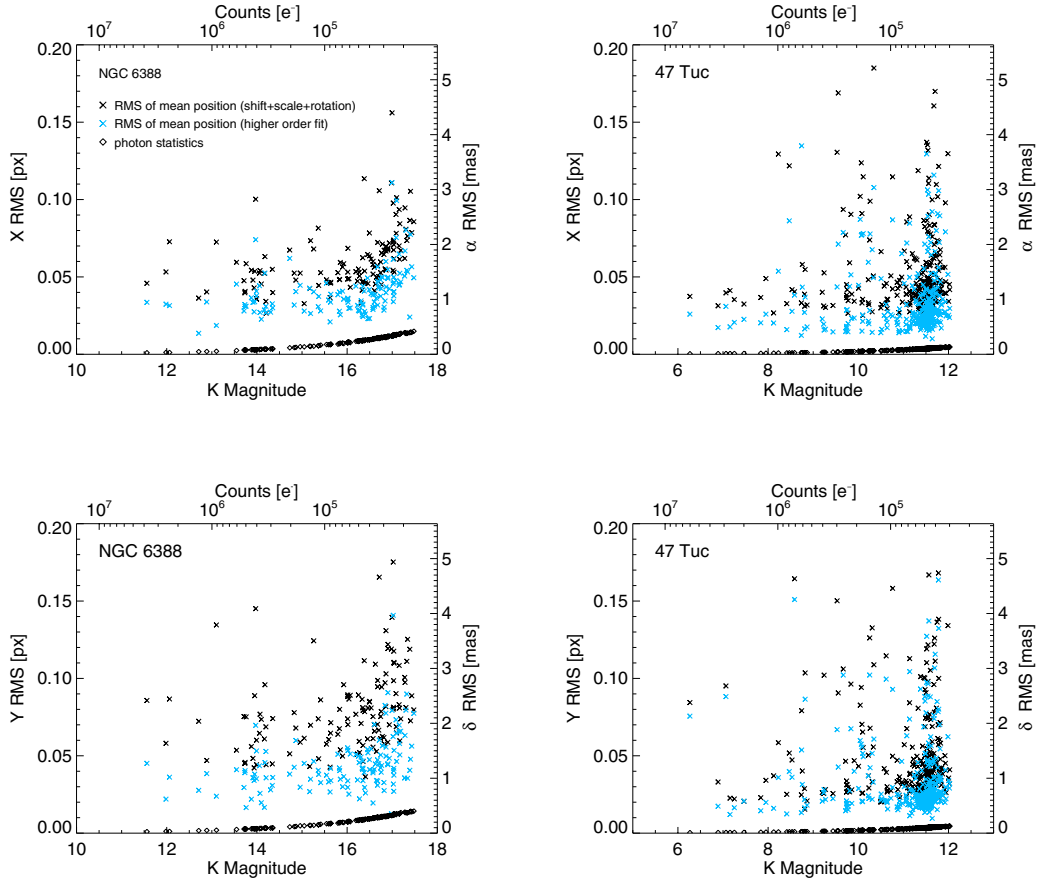 Counts [e⁻]
10⁷ 10⁶ 10⁵
0.20
0.15
0.10
0.05
0.00
X RMS [px]
NGC 6388
RMS of mean position (shift+scale+rotation)
RMS of mean position (higher order fit)
photon statistics
5
4
3
2
1
0
α RMS [mas]
10 12 14 16 18
K Magnitude
Counts [e⁻]
10⁷ 10⁶ 10⁵
0.20
0.15
0.10
0.05
0.00
X RMS [px]
47 Tuc
5
4
3
2
1
0
α RMS [mas]
6 8 10 12
K Magnitude
Counts [e⁻]
10⁷ 10⁶ 10⁵
0.20
0.15
0.10
0.05
0.00
Y RMS [px]
NGC 6388
5
4
3
2
1
0
δ RMS [mas]
10 12 14 16 18
K Magnitude
Counts [e⁻]
10⁷ 10⁶ 10⁵
0.20
0.15
0.10
0.05
0.00
Y RMS [px]
47 Tuc
5
4
3
2
1
0
δ RMS [mas]
6 8 10 12
K Magnitude